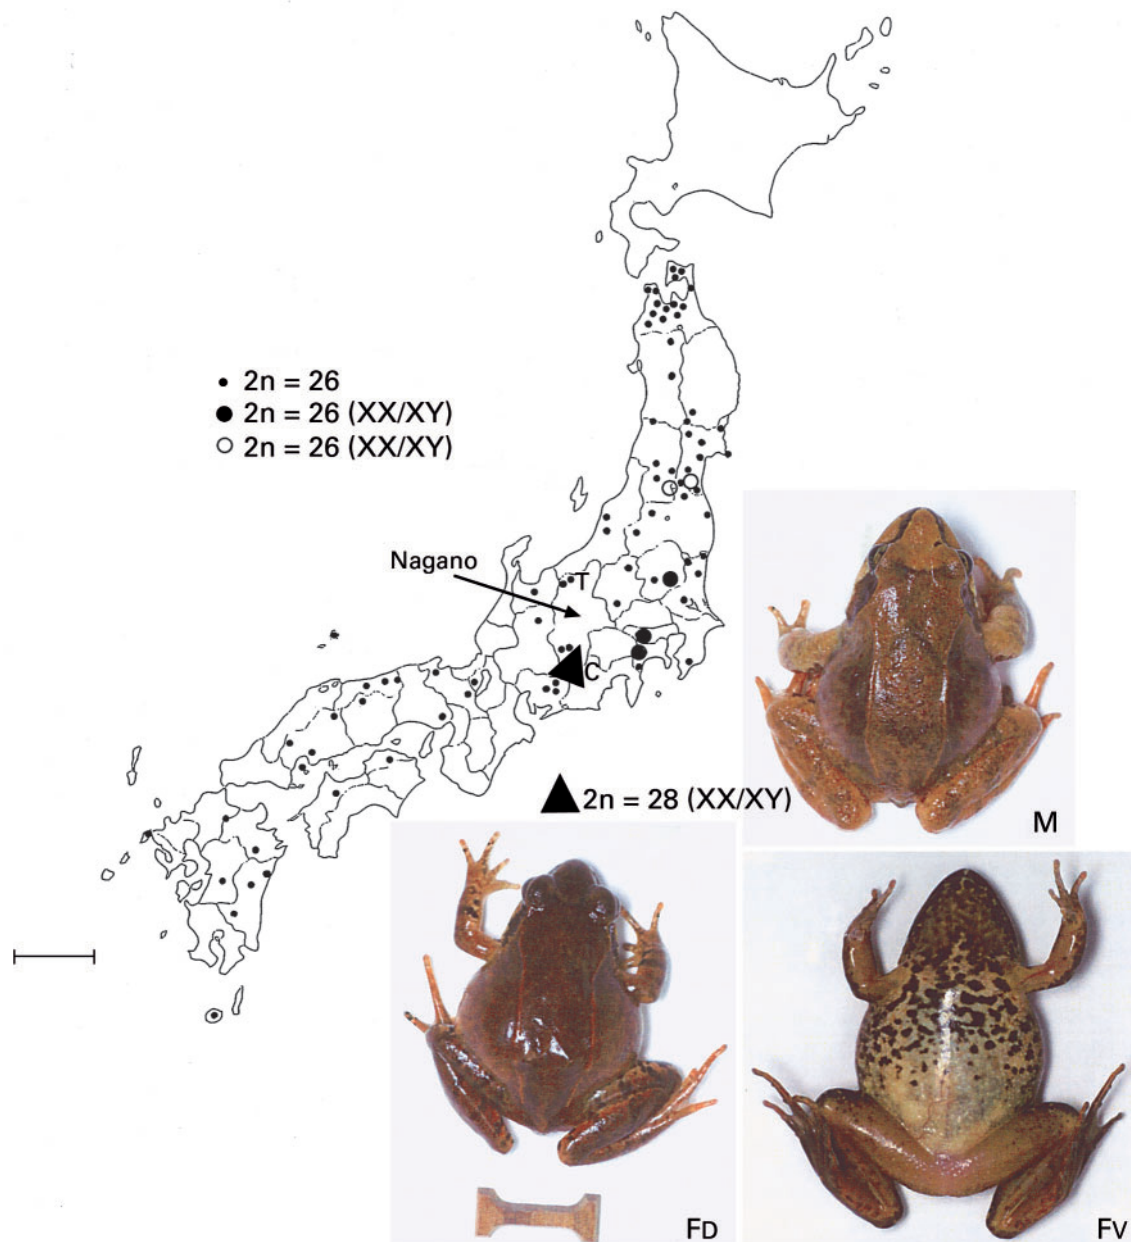 2n = 26
2n = 26 (XX/XY)
2n = 26 (XX/XY)
Nagano
T
C
2n = 28 (XX/XY)
M
FD
FV